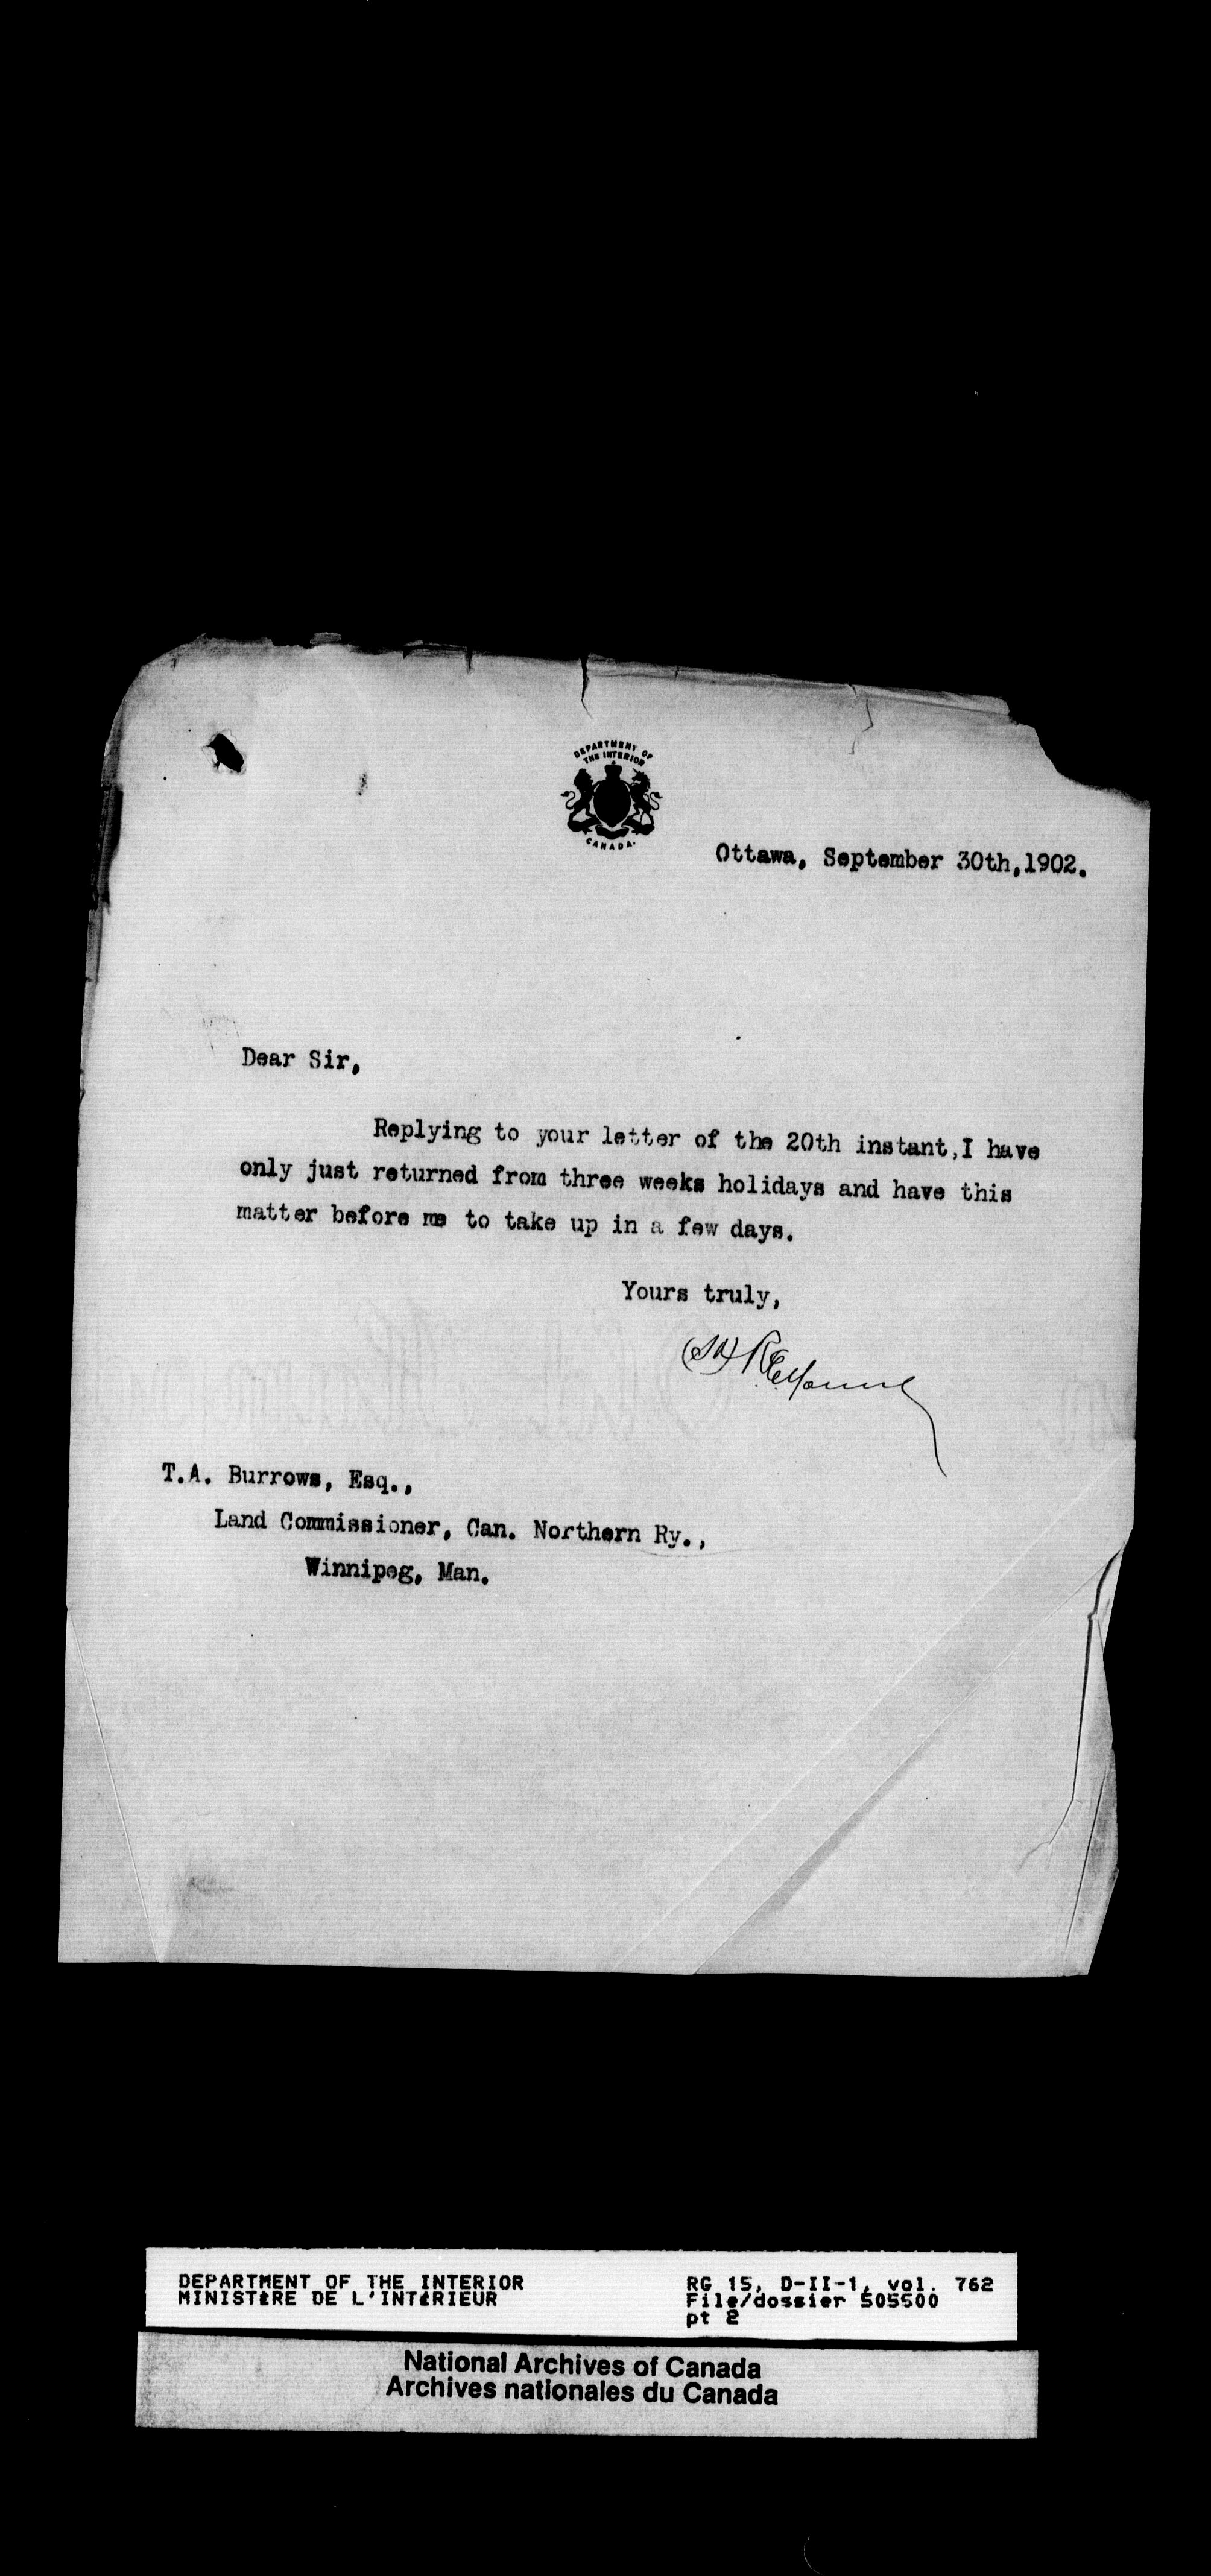 DEPARTMENT OF
THE INTERIOR
CANADA.
Ottawa, September 30th,1902.
Dear Sir,
Replying to your letter of the 20th instant,I have
only just returned from three weeks holidays and have this
matter before me to take up in a few days.
Yours truly,
T.A. Burrows, Esq.,
Land Commissioner, Can. Northern Ry.,
Winnipeg, Man.
DEPARTMENT OF THE INTERIOR
MINISTÈRE DE L'INTÉRIEUR
RG 15, D-II-1, vol. 762
File/dossier 505500
pt 2
National Archives of Canada
Archives nationales du Canada